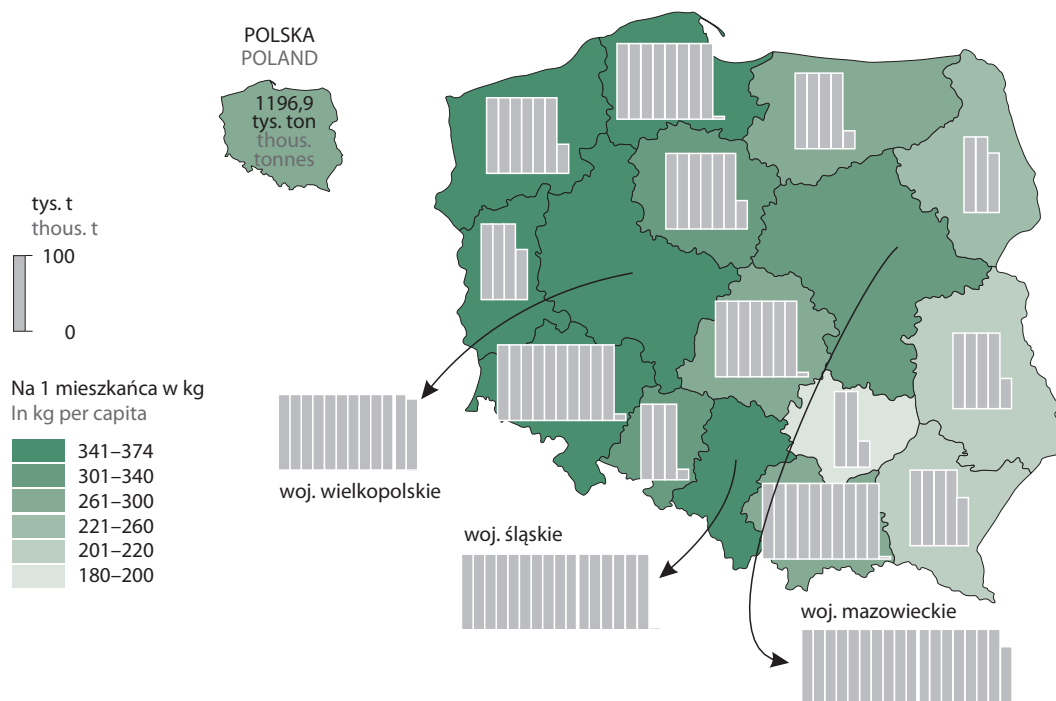 POLSKA
POLAND
1196,9
tys. ton
thous.
tonnes
tys. t
thous. t
100
0
Na 1 mieszkańca w kg
In kg per capita
341–374
301–340
261–300
221–260
201–220
180–200
woj. wielkopolskie
woj. śląskie
woj. mazowieckie